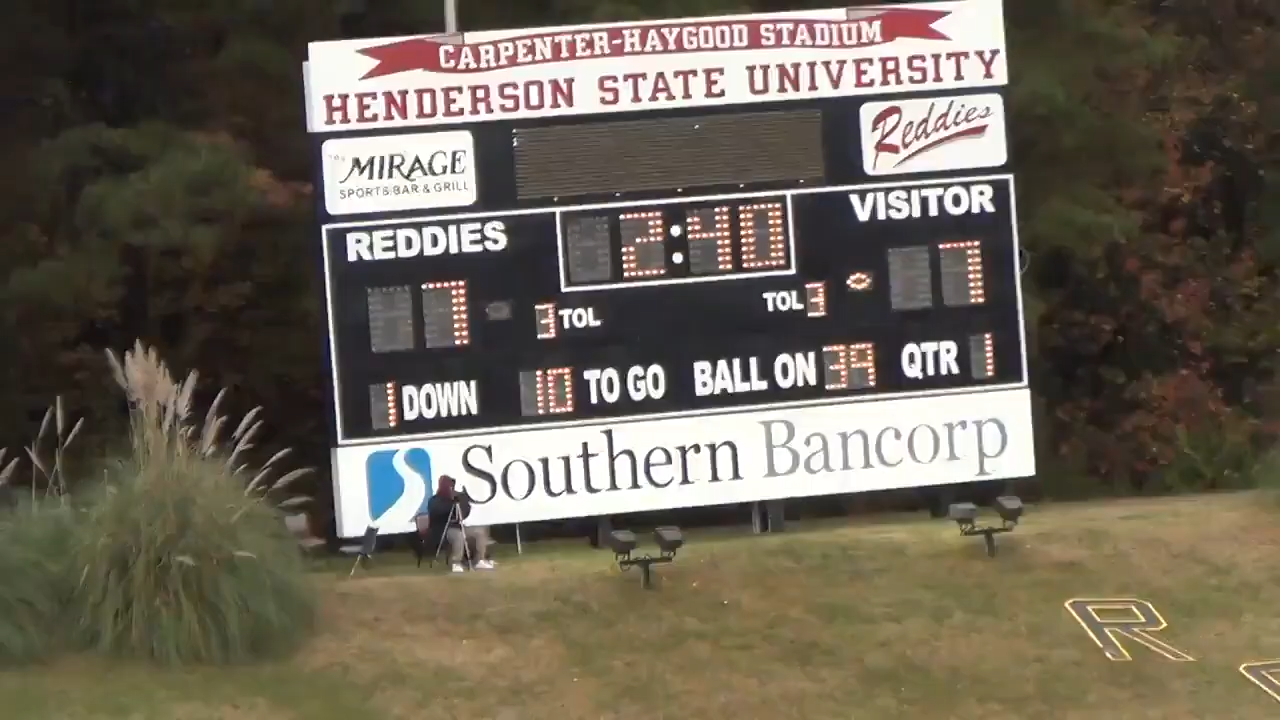 CARPENTER-HAYGOOD STADIUM
HENDERSON STATE UNIVERSITY
THE MIRAGE
SPORTS BAR & GRILL
Reddies
REDDIES
2:40
VISITOR
7
3 TOL
TOL 3
7
1 DOWN
10 TO GO
BALL ON 39
QTR 1
Southern Bancorp
R